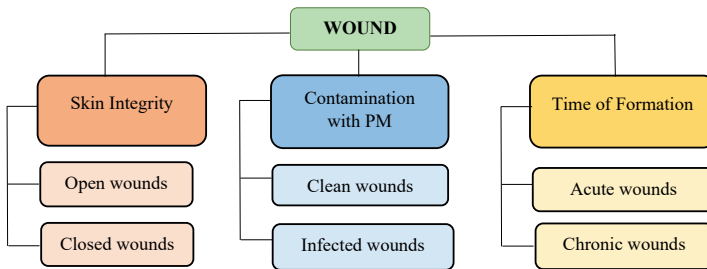 WOUND
Skin Integrity
Open wounds
Closed wounds
Contamination
with PM
Clean wounds
Infected wounds
Time of Formation
Acute wounds
Chronic wounds